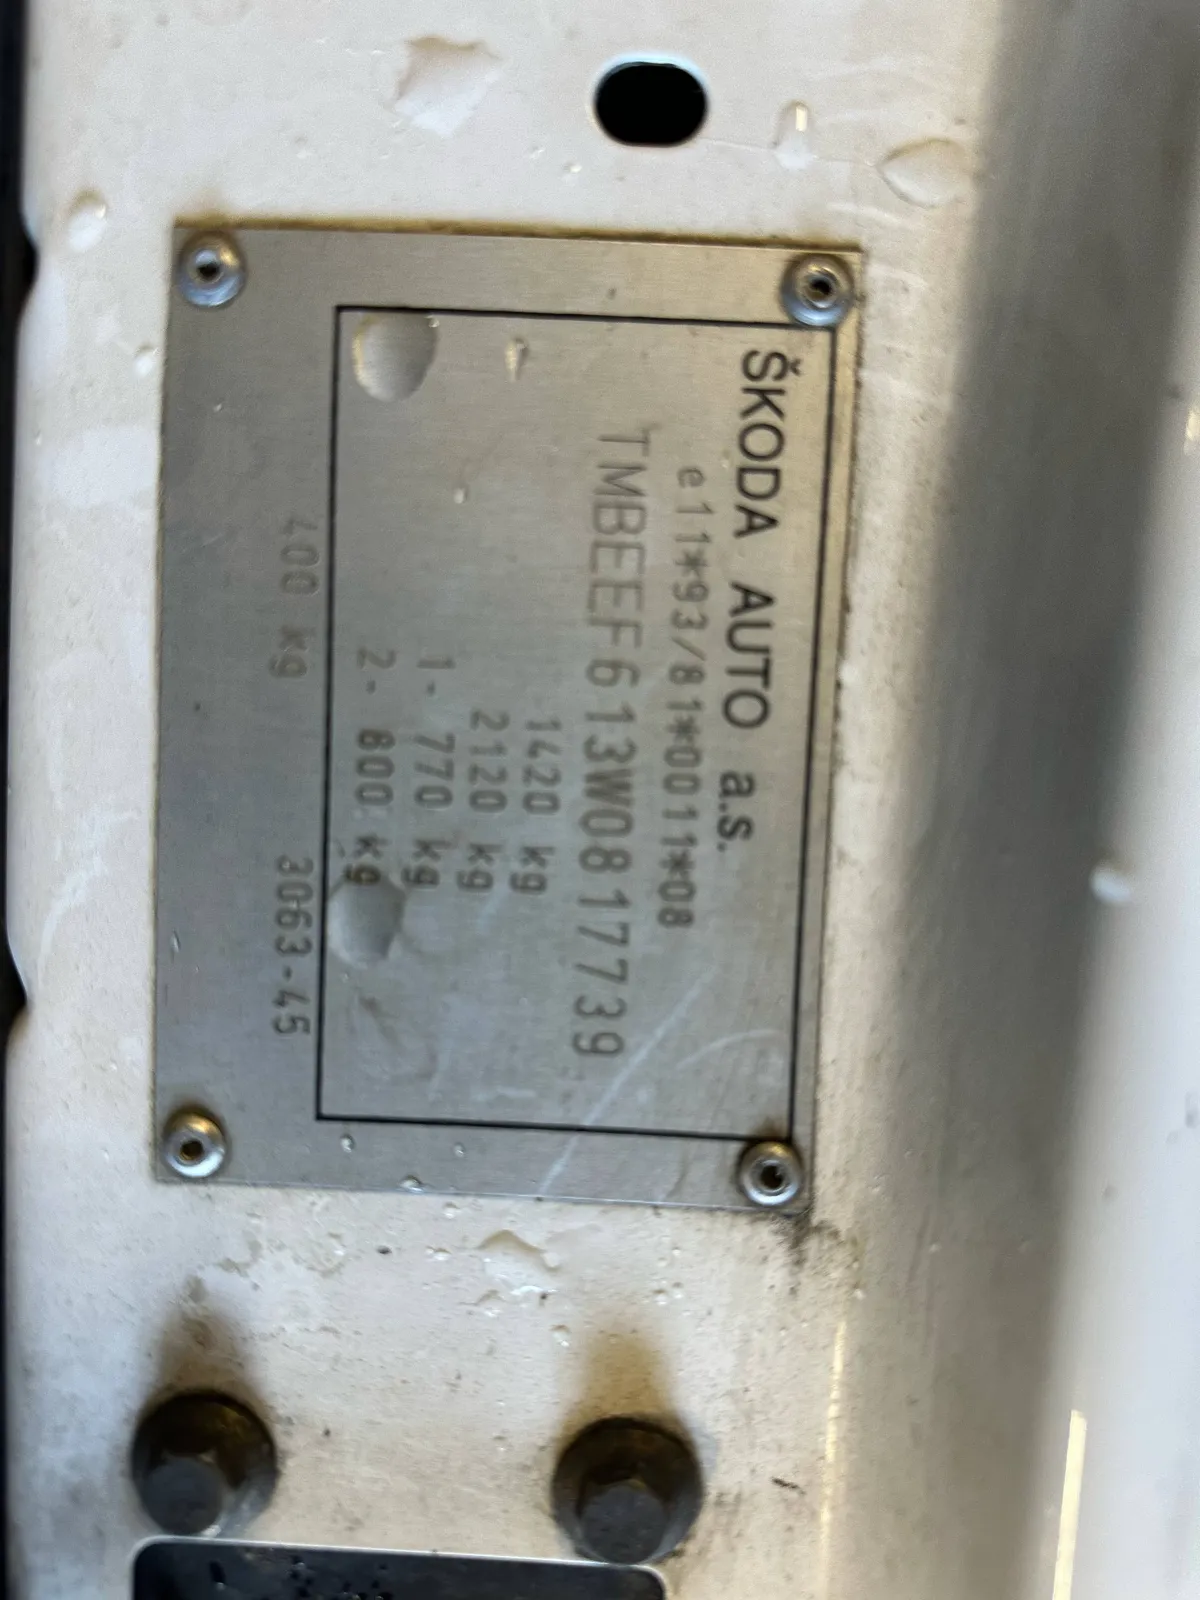 ŠKODA AUTO a.s.
e11*93/81*0011*08
TMBEEF613W0817739
1420 kg
2120 kg
1- 770 kg
2- 800 kg
400 kg 3063-45